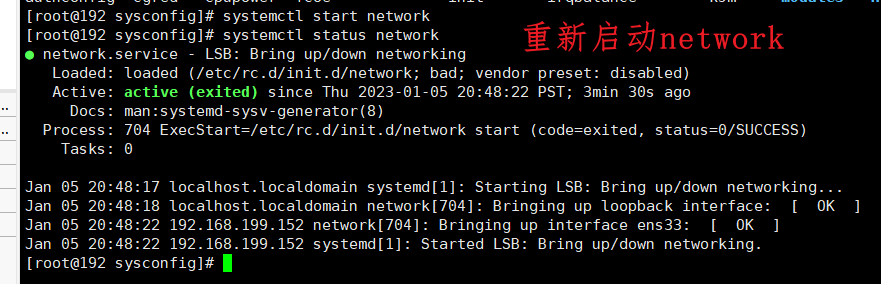 [root@192 sysconfig]# systemctl start network
[root@192 sysconfig]# systemctl status network
重新启动network
● network.service - LSB: Bring up/down networking
Loaded: loaded (/etc/rc.d/init.d/network; bad; vendor preset: disabled)
Active: active (exited) since Thu 2023-01-05 20:48:22 PST; 3min 30s ago
Docs: man:systemd-sysv-generator(8)
Process: 704 ExecStart=/etc/rc.d/init.d/network start (code=exited, status=0/SUCCESS)
Tasks: 0
Jan 05 20:48:17 localhost.localdomain systemd[1]: Starting LSB: Bring up/down networking...
Jan 05 20:48:18 localhost.localdomain network[704]: Bringing up loopback interface:  [  OK  ]
Jan 05 20:48:22 192.168.199.152 network[704]: Bringing up interface ens33:  [  OK  ]
Jan 05 20:48:22 192.168.199.152 systemd[1]: Started LSB: Bring up/down networking.
[root@192 sysconfig]#